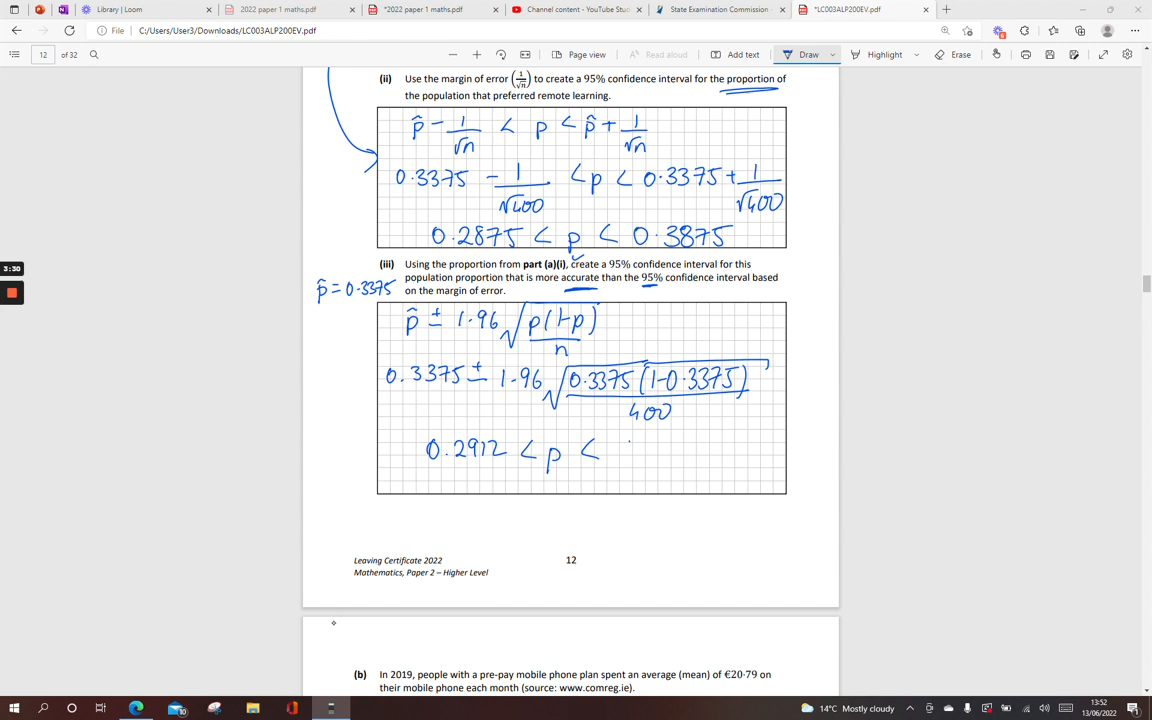 Library | Loom
2022 paper 1 maths.pdf
*2022 paper 1 maths.pdf
Channel content - YouTube Stu
State Examination Commission
*LC003ALP200EV.pdf
File
C:/Users/User3/Downloads/LC003ALP200EV.pdf
12 of 32
Page view
Read aloud
Add text
Draw
Highlight
Erase
(ii) Use the margin of error (1/√n) to create a 95% confidence interval for the proportion of
the population that preferred remote learning.
p̂ − 1/√n < p < p̂ + 1/√n
0.3375 − 1/√400 < p < 0.3375 + 1/√400
0.2875 < p < 0.3875
(iii) Using the proportion from part (a)(i), create a 95% confidence interval for this
population proportion that is more accurate than the 95% confidence interval based
on the margin of error.
3:30
p̂ = 0.3375
p̂ ± 1.96 √(p(1-p)/n)
0.3375 ± 1.96 √(0.3375(1-0.3375)/400)
0.2912 < p <
Leaving Certificate 2022
12
Mathematics, Paper 2 – Higher Level
(b) In 2019, people with a pre-pay mobile phone plan spent an average (mean) of €20·79 on
their mobile phone each month (source: www.comreg.ie).
14°C Mostly cloudy
13:52
13/06/2022